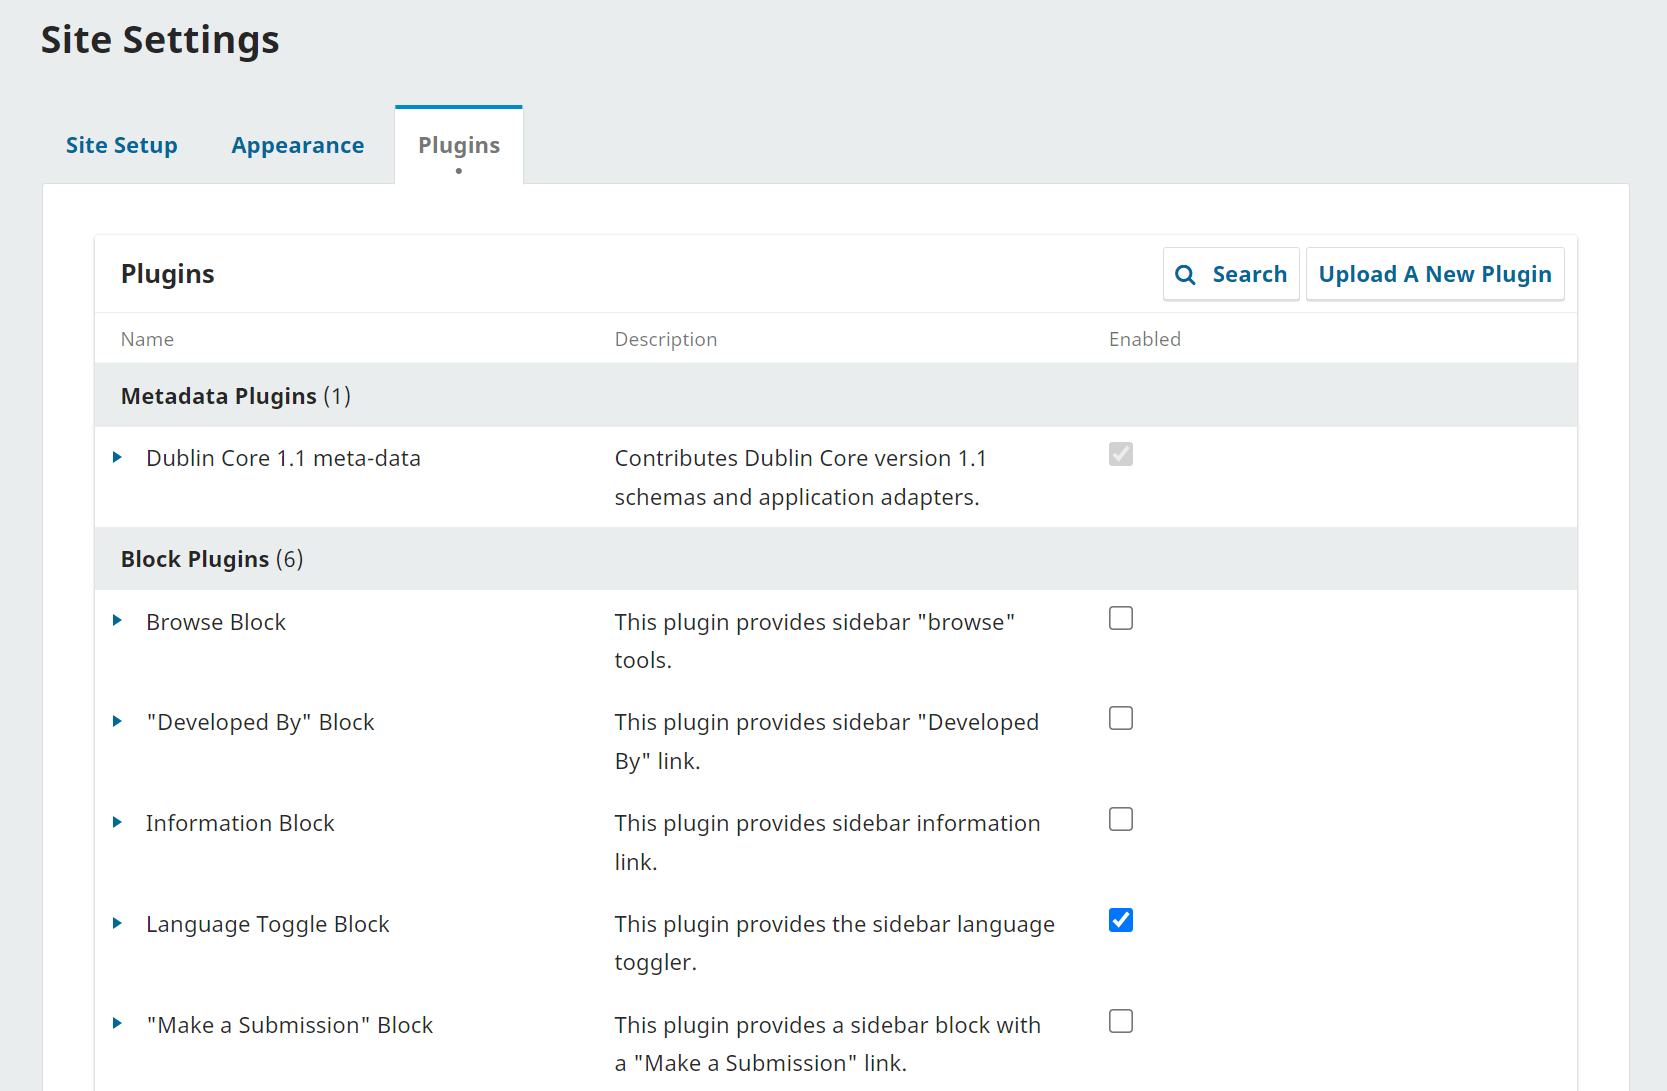 Site Settings
Site Setup
Appearance
Plugins
Plugins
Search
Upload A New Plugin
Name
Description
Enabled
Metadata Plugins (1)
Dublin Core 1.1 meta-data
Contributes Dublin Core version 1.1
schemas and application adapters.
Block Plugins (6)
Browse Block
This plugin provides sidebar "browse"
tools.
"Developed By" Block
This plugin provides sidebar "Developed
By" link.
Information Block
This plugin provides sidebar information
link.
Language Toggle Block
This plugin provides the sidebar language
toggler.
"Make a Submission" Block
This plugin provides a sidebar block with
a "Make a Submission" link.